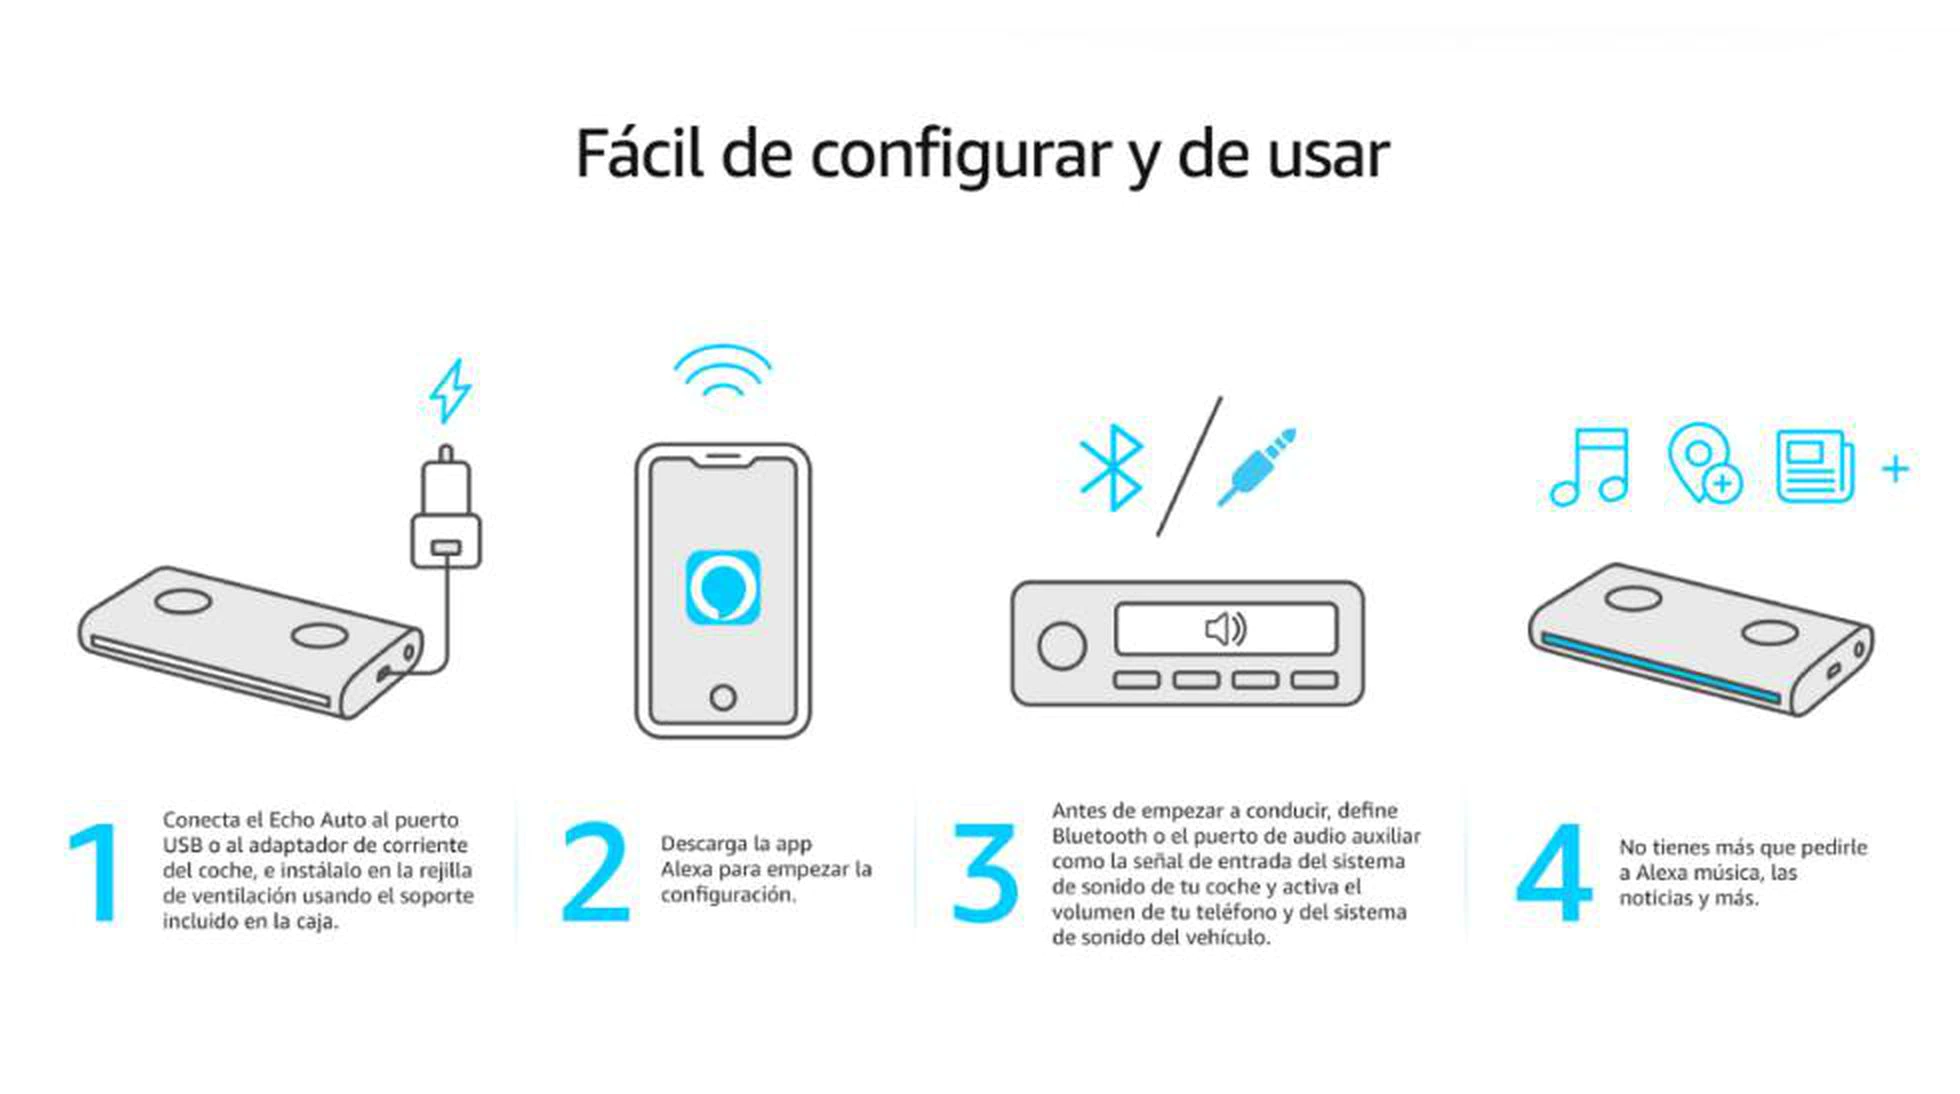 Fácil de configurar y de usar
1
Conecta el Echo Auto al puerto
USB o al adaptador de corriente
del coche, e instálalo en la rejilla
de ventilación usando el soporte
incluido en la caja.
2
Descarga la app
Alexa para empezar la
configuración.
3
Antes de empezar a conducir, define
Bluetooth o el puerto de audio auxiliar
como la señal de entrada del sistema
de sonido de tu coche y activa el
volumen de tu teléfono y del sistema
de sonido del vehículo.
4
No tienes más que pedirle
a Alexa música, las
noticias y más.